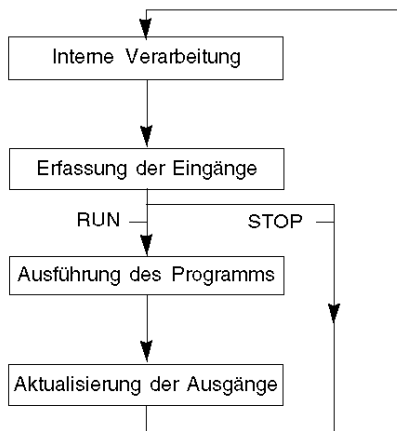 Interne Verarbeitung
Erfassung der Eingänge
RUN
STOP
Ausführung des Programms
Aktualisierung der Ausgänge